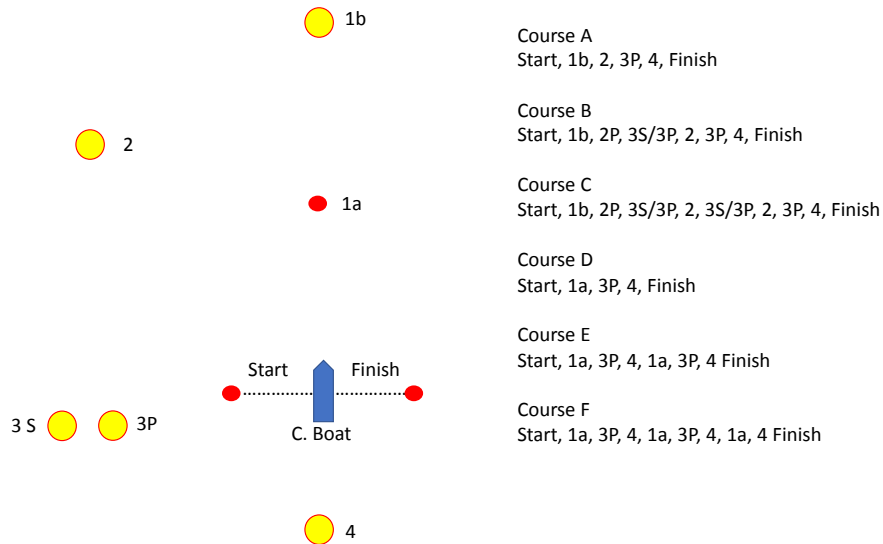 1b
2
1a
Start
Finish
3 S
3P
C. Boat
4
Course A
Start, 1b, 2, 3P, 4, Finish
Course B
Start, 1b, 2P, 3S/3P, 2, 3P, 4, Finish
Course C
Start, 1b, 2P, 3S/3P, 2, 3S/3P, 2, 3P, 4, Finish
Course D
Start, 1a, 3P, 4, Finish
Course E
Start, 1a, 3P, 4, 1a, 3P, 4 Finish
Course F
Start, 1a, 3P, 4, 1a, 3P, 4, 1a, 4 Finish